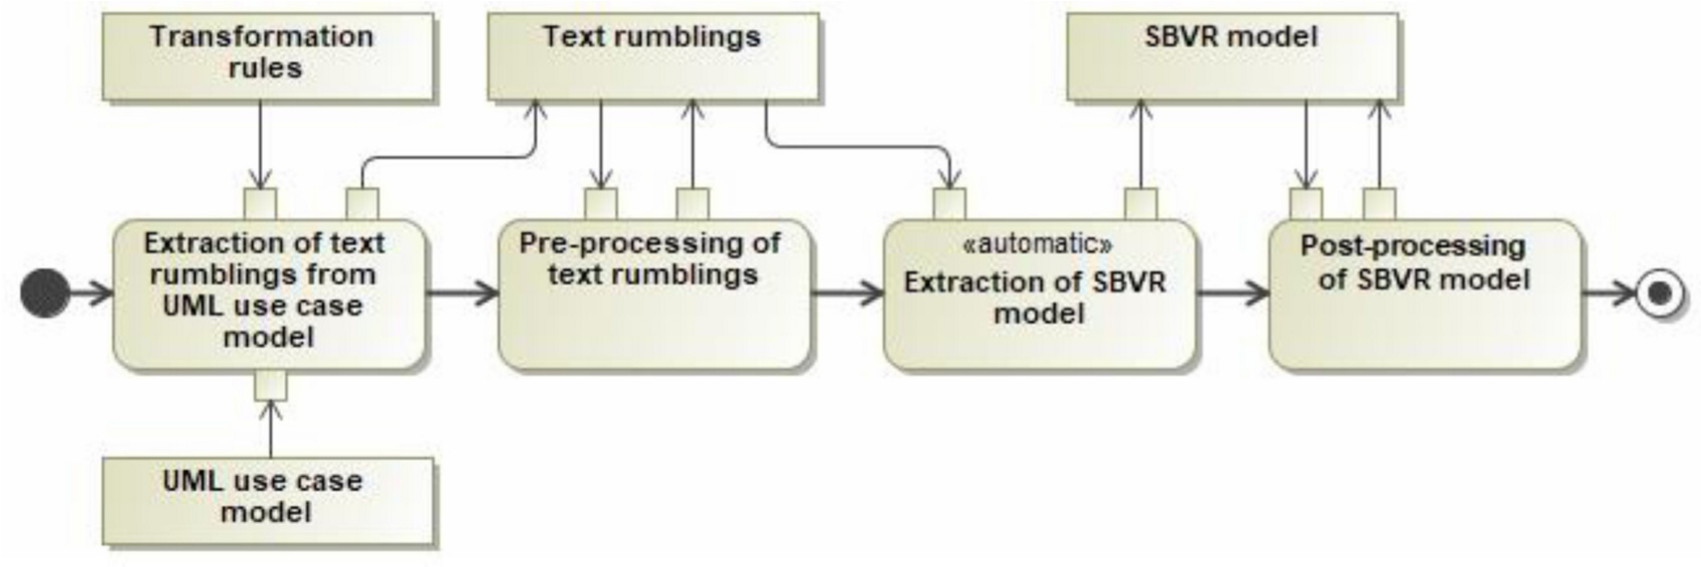 Transformation
rules
Text rumblings
SBVR model
Extraction of text
rumblings from
UML use case
model
Pre-processing of
text rumblings
«automatic»
Extraction of SBVR
model
Post-processing
of SBVR model
UML use case
model